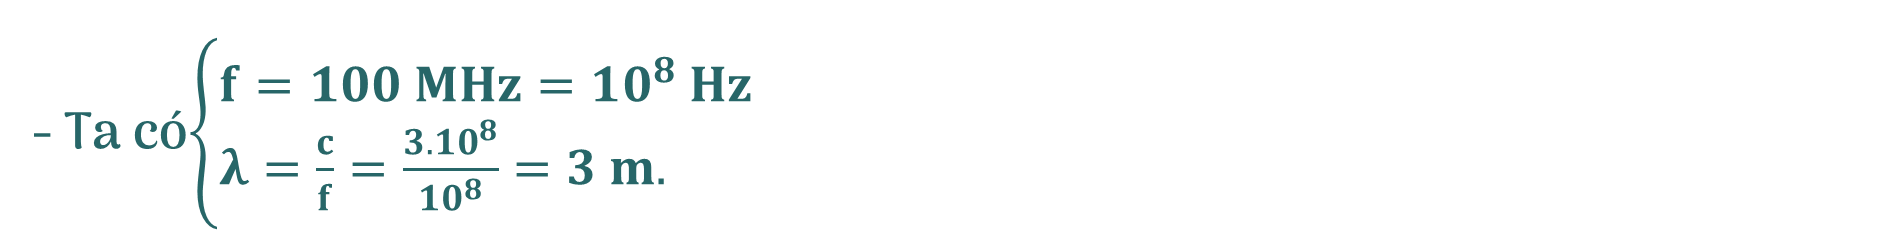 - Ta có { f = 100 MHz = 10⁸ Hz
λ = c/f = 3.10⁸/10⁸ = 3 m.